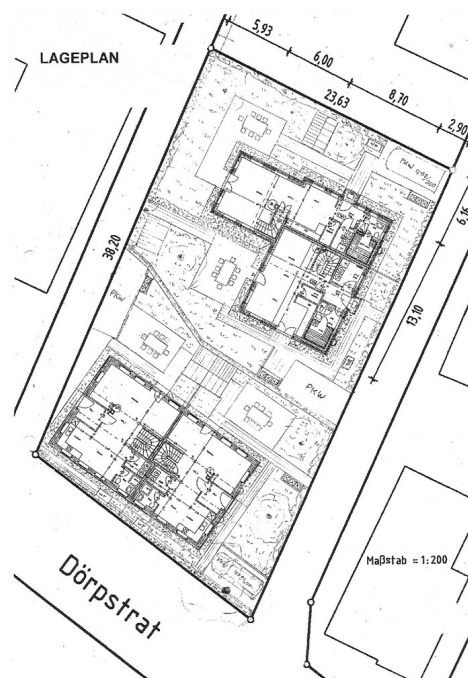 LAGEPLAN
5,93
6,00
23,63
8,70
2,90
6,16
38,20
13,10
PKW
PKW
PKW
Maßstab = 1:200
Dörpstrat